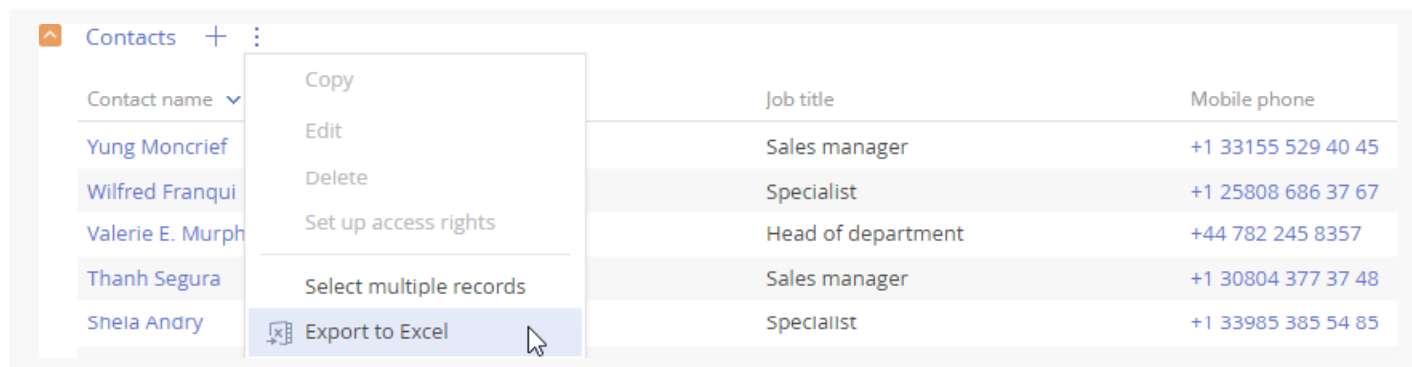 Contacts
Copy
Contact name Job title Mobile phone
Edit
Yung Moncrief Sales manager +1 33155 529 40 45
Delete
Wilfred Franqui Specialist +1 25808 686 37 67
Set up access rights
Valerie E. Murph Head of department +44 782 245 8357
Thanh Segura Sales manager +1 30804 377 37 48
Select multiple records
Shela Andry Specialist +1 33985 385 54 85
Export to Excel